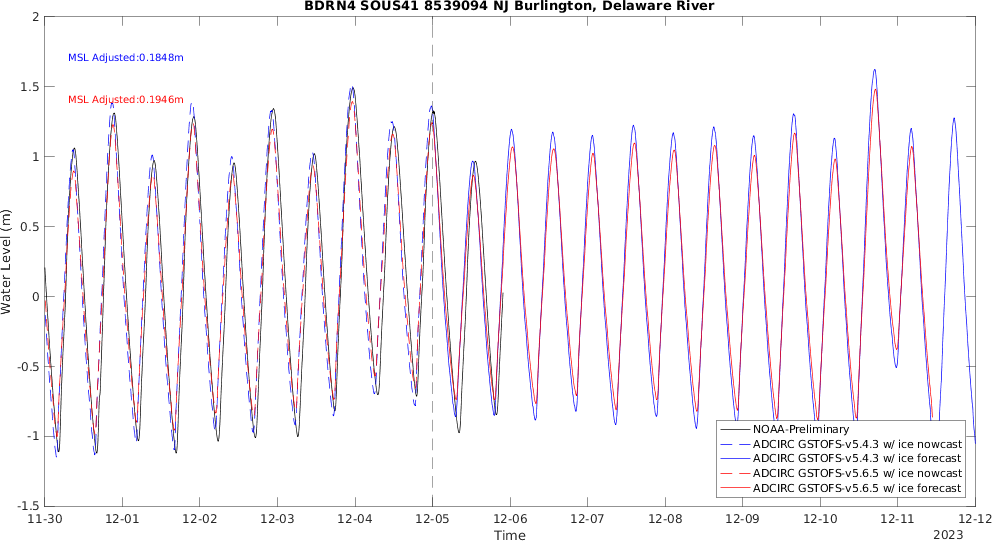 BDRN4 SOUS41 8539094 NJ Burlington, Delaware River
2
MSL Adjusted:0.1848m
1.5
MSL Adjusted:0.1946m
1
0.5
Water Level (m)
0
-0.5
-1
NOAA-Preliminary
ADCIRC GSTOFS-v5.4.3 w/ ice nowcast
ADCIRC GSTOFS-v5.4.3 w/ ice forecast
ADCIRC GSTOFS-v5.6.5 w/ ice nowcast
ADCIRC GSTOFS-v5.6.5 w/ ice forecast
-1.5
11-30 12-01 12-02 12-03 12-04 12-05 12-06 12-07 12-08 12-09 12-10 12-11 12-12
Time
2023